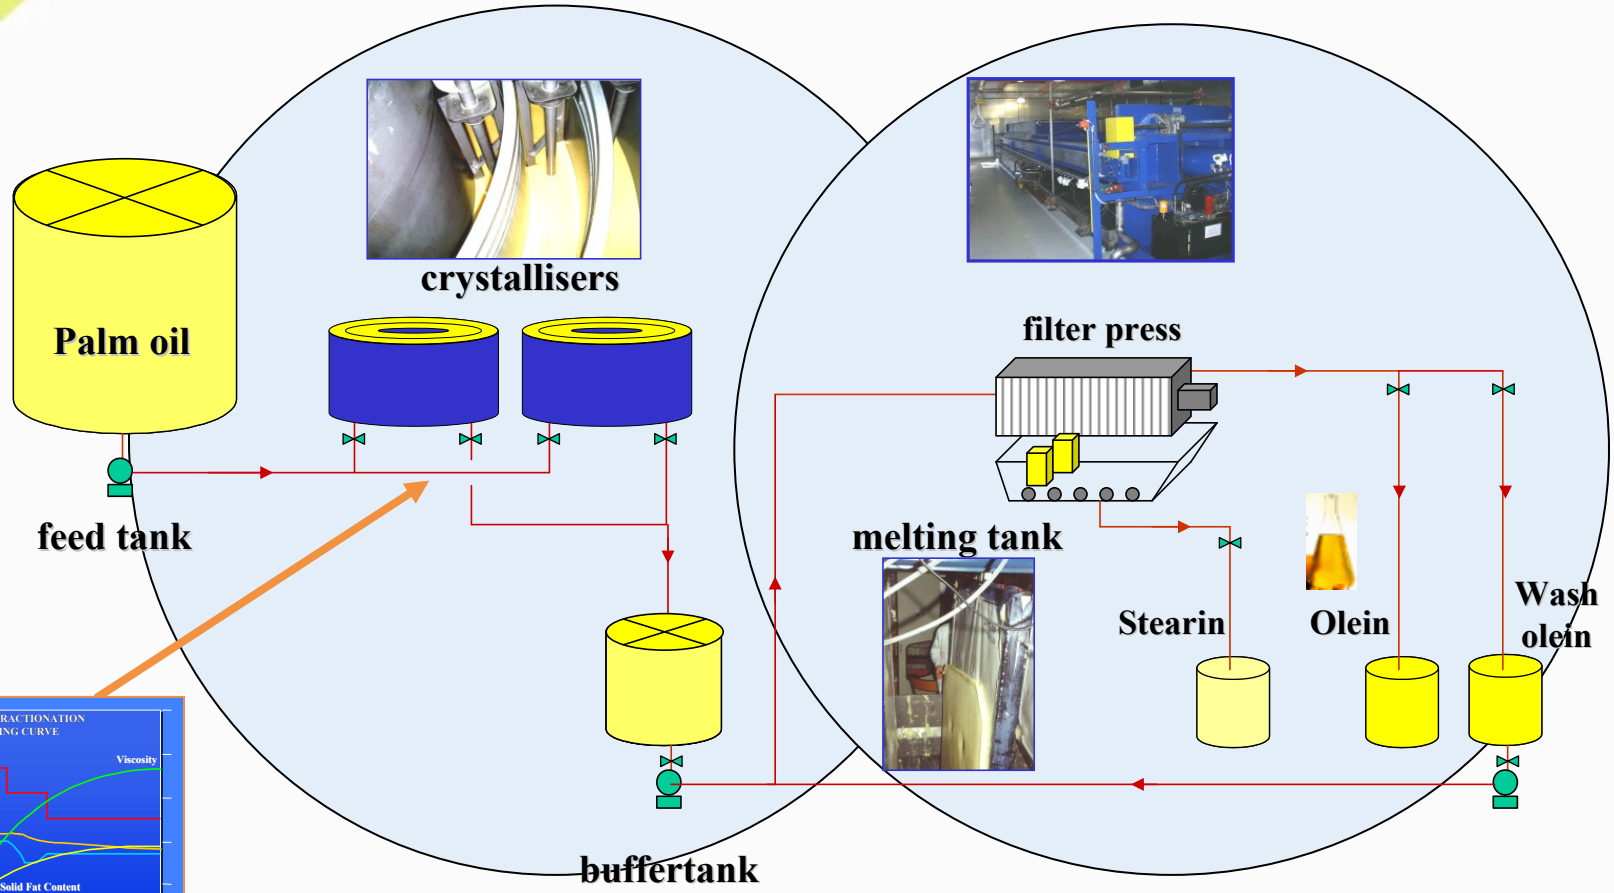 crystallisers
Palm oil
filter press
feed tank
melting tank
Stearin
Olein
Wash
olein
RACTIONATION
ING CURVE
Viscosity
Solid Fat Content
buffertank